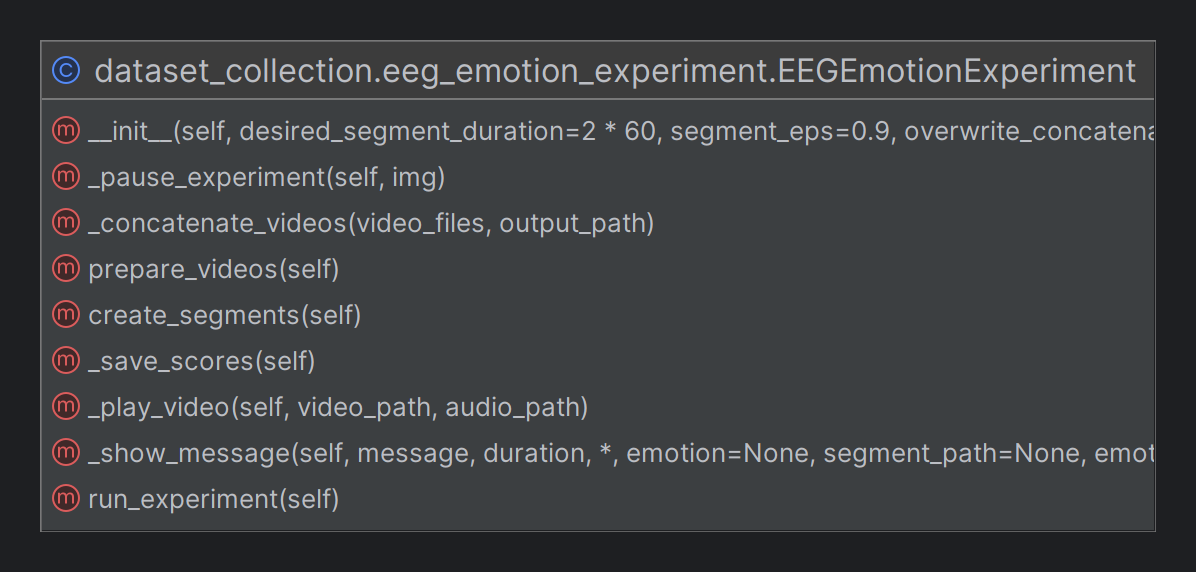 dataset_collection.eeg_emotion_experiment.EEGEmotionExperiment
__init__(self, desired_segment_duration=2 * 60, segment_eps=0.9, overwrite_concatena
_pause_experiment(self, img)
_concatenate_videos(video_files, output_path)
prepare_videos(self)
create_segments(self)
_save_scores(self)
_play_video(self, video_path, audio_path)
_show_message(self, message, duration, *, emotion=None, segment_path=None, emot
run_experiment(self)